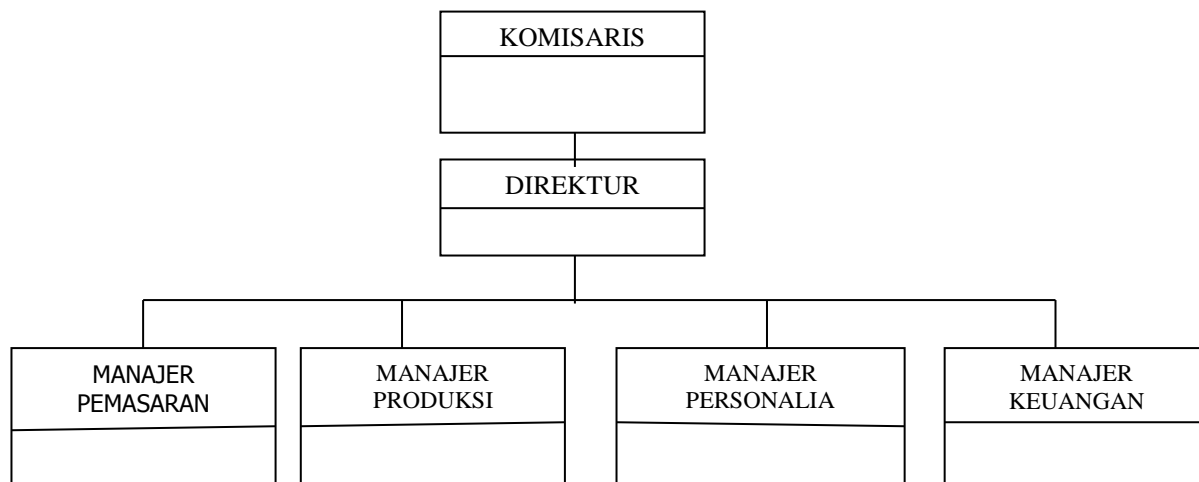 KOMISARIS
DIREKTUR
MANAJER
PEMASARAN
MANAJER
PRODUKSI
MANAJER
PERSONALIA
MANAJER
KEUANGAN